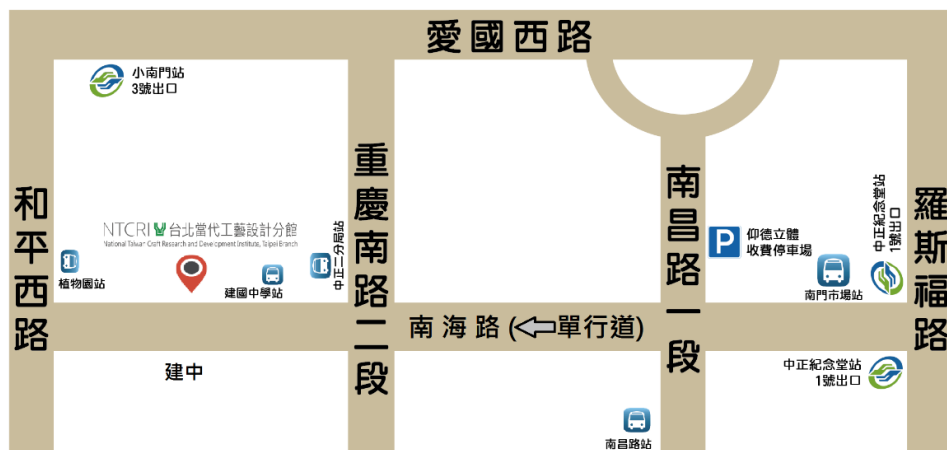 愛國西路
小南門站
3號出口
重慶南路二段
南昌路一段
和平西路
羅斯福路
中正紀念堂站
1號出口
NTCRI 台北當代工藝設計分館
National Taiwan Craft Research and Development Institute, Taipei Branch
中正二分局站
P
仰德立體
收費停車場
植物園站
建國中學站
南門市場站
南海路(單行道)
建中
中正紀念堂站
1號出口
南昌路站